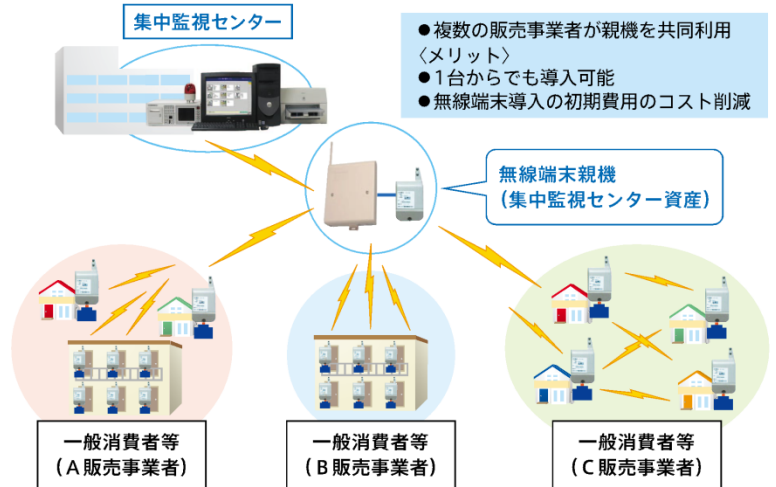 集中監視センター
●複数の販売事業者が親機を共同利用
〈メリット〉
●1台からでも導入可能
●無線端末導入の初期費用のコスト削減
無線端末親機
(集中監視センター資産)
一般消費者等
(A販売事業者)
一般消費者等
(B販売事業者)
一般消費者等
(C販売事業者)